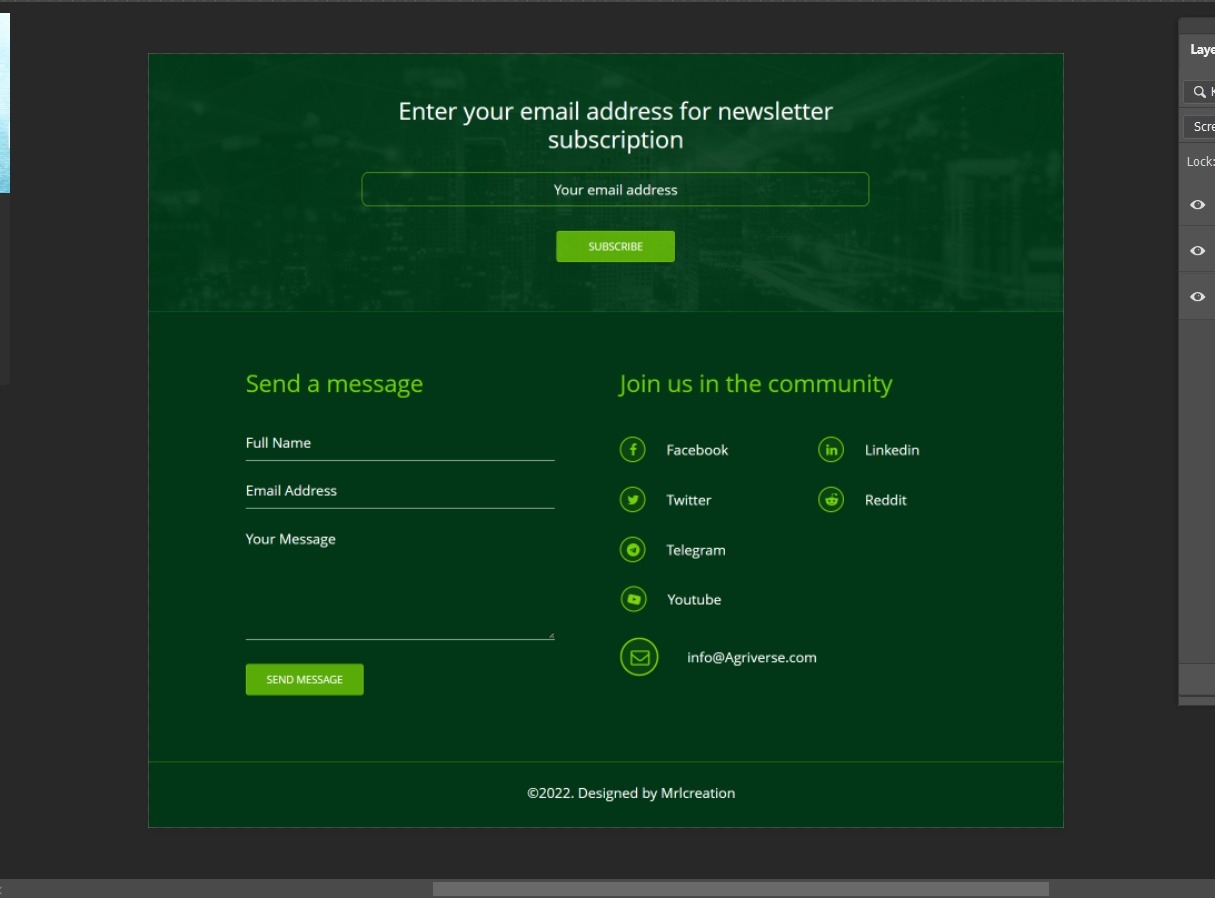 Enter your email address for newsletter
subscription
Your email address
SUBSCRIBE
Send a message
Full Name
Email Address
Your Message
SEND MESSAGE
Join us in the community
Facebook
Linkedin
Twitter
Reddit
Telegram
Youtube
info@Agriverse.com
©2022. Designed by Mrlcreation
Lock: